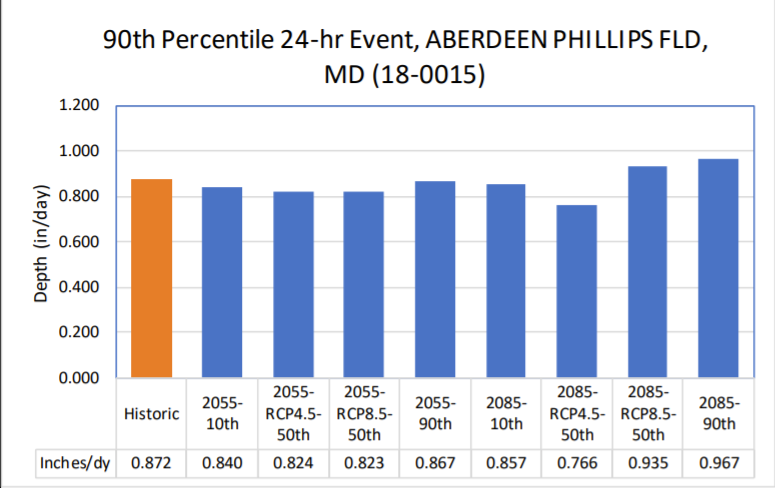 90th Percentile 24-hr Event, ABERDEEN PHILLIPS FLD,
MD (18-0015)
1.200
1.000
0.800
0.600
0.400
0.200
0.000
Depth (in/day)
Historic
2055-
10th
2055-
RCP4.5-
50th
2055-
RCP8.5-
50th
2055-
90th
2085-
10th
2085-
RCP4.5-
50th
2085-
RCP8.5-
50th
2085-
90th
Inches/dy 0.872 0.840 0.824 0.823 0.867 0.857 0.766 0.935 0.967